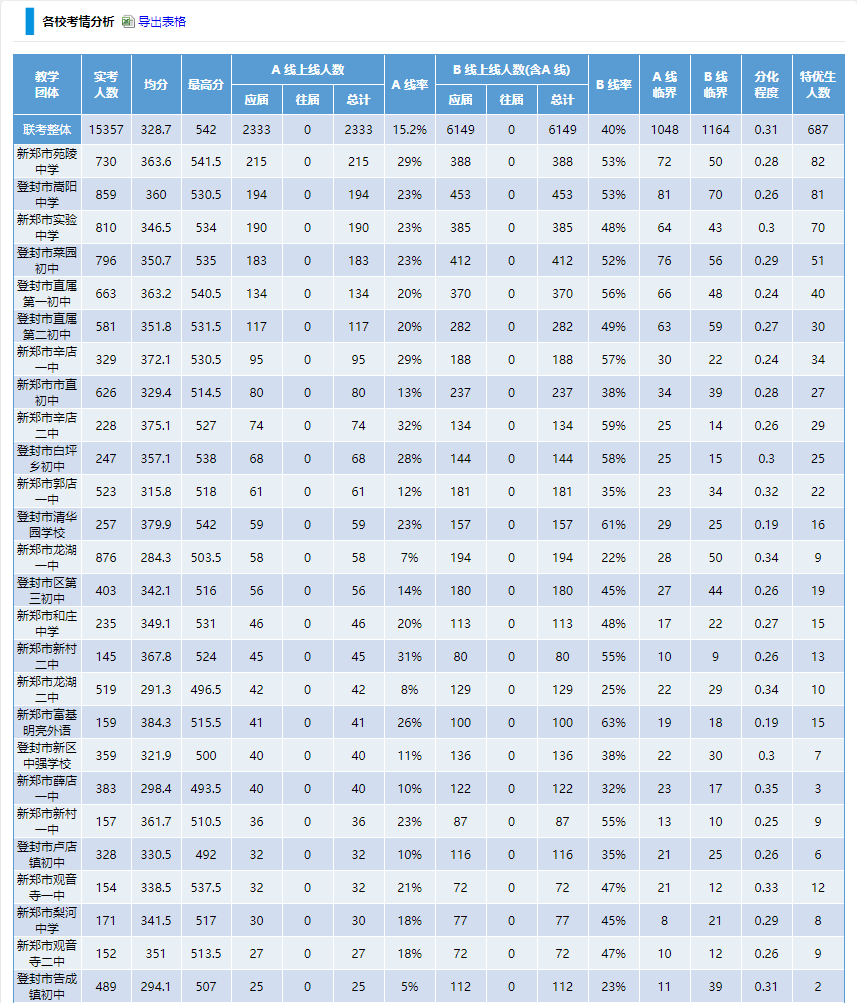 各校考情分析 导出表格
教学团体 实考人数 均分 最高分 A 线上线人数 A 线率 B 线上线人数(含A 线) B 线率 A 线临界 B 线临界 分化程度 特优生人数
应届 往届 总计 应届 往届 总计
联考整体 15357 328.7 542 2333 0 2333 15.2% 6149 0 6149 40% 1048 1164 0.31 687
新郑市苑陵中学 730 363.6 541.5 215 0 215 29% 388 0 388 53% 72 50 0.28 82
登封市嵩阳中学 859 360 530.5 194 0 194 23% 453 0 453 53% 81 70 0.26 81
新郑市实验中学 810 346.5 534 190 0 190 23% 385 0 385 48% 64 43 0.3 70
登封市菜园初中 796 350.7 535 183 0 183 23% 412 0 412 52% 76 56 0.29 51
登封市直属第一初中 663 363.2 540.5 134 0 134 20% 370 0 370 56% 66 48 0.24 40
登封市直属第二初中 581 351.8 531.5 117 0 117 20% 282 0 282 49% 63 59 0.27 30
新郑市辛店一中 329 372.1 530.5 95 0 95 29% 188 0 188 57% 30 22 0.24 34
新郑市市直初中 626 329.4 514.5 80 0 80 13% 237 0 237 38% 34 39 0.28 27
新郑市辛店二中 228 375.1 527 74 0 74 32% 134 0 134 59% 25 14 0.26 29
登封市白坪乡初中 247 357.1 538 68 0 68 28% 144 0 144 58% 25 15 0.3 25
新郑市郭店一中 523 315.8 518 61 0 61 12% 181 0 181 35% 23 34 0.32 22
登封市清华园学校 257 379.9 542 59 0 59 23% 157 0 157 61% 29 25 0.19 16
新郑市龙湖一中 876 284.3 503.5 58 0 58 7% 194 0 194 22% 28 50 0.34 9
登封市区第三初中 403 342.1 516 56 0 56 14% 180 0 180 45% 27 44 0.26 19
新郑市和庄中学 235 349.1 531 46 0 46 20% 113 0 113 48% 17 22 0.27 15
新郑市新村二中 145 367.8 524 45 0 45 31% 80 0 80 55% 10 9 0.26 13
新郑市龙湖二中 519 291.3 496.5 42 0 42 8% 129 0 129 25% 22 29 0.34 10
新郑市富基明亮外语 159 384.3 515.5 41 0 41 26% 100 0 100 63% 19 18 0.19 15
登封市新区中强学校 359 321.9 500 40 0 40 11% 136 0 136 38% 22 30 0.3 7
新郑市薛店一中 383 298.4 493.5 40 0 40 10% 122 0 122 32% 23 17 0.35 3
新郑市新村一中 157 361.7 510.5 36 0 36 23% 87 0 87 55% 13 10 0.25 9
登封市卢店镇初中 328 330.5 492 32 0 32 10% 116 0 116 35% 21 25 0.26 6
新郑市观音寺一中 154 338.5 537.5 32 0 32 21% 72 0 72 47% 21 12 0.33 12
新郑市梨河中学 171 341.5 517 30 0 30 18% 77 0 77 45% 8 21 0.29 8
新郑市观音寺二中 152 351 513.5 27 0 27 18% 72 0 72 47% 10 12 0.26 9
登封市告成镇初中 489 294.1 507 25 0 25 5% 112 0 112 23% 11 39 0.31 2